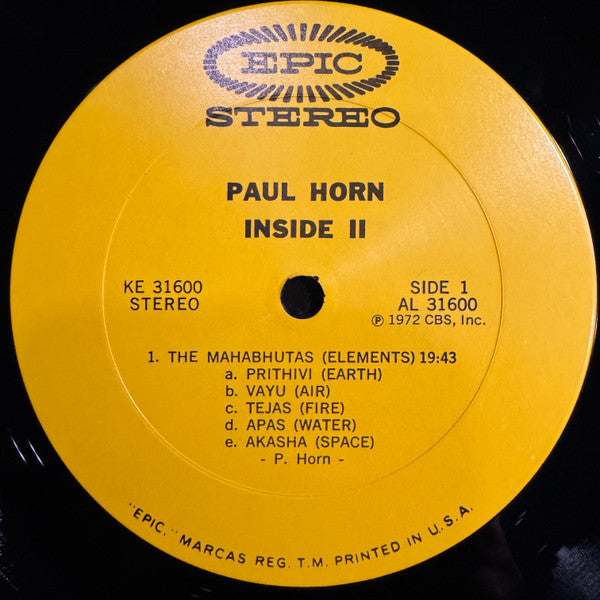 EPIC
STEREO
PAUL HORN
INSIDE II
KE 31600
STEREO
SIDE 1
AL 31600
℗ 1972 CBS, Inc.
1. THE MAHABHUTAS (ELEMENTS) 19:43
a. PRITHIVI (EARTH)
b. VAYU (AIR)
c. TEJAS (FIRE)
d. APAS (WATER)
e. AKASHA (SPACE)
- P. Horn -
"EPIC," MARCAS REG. T.M. PRINTED IN U.S.A.